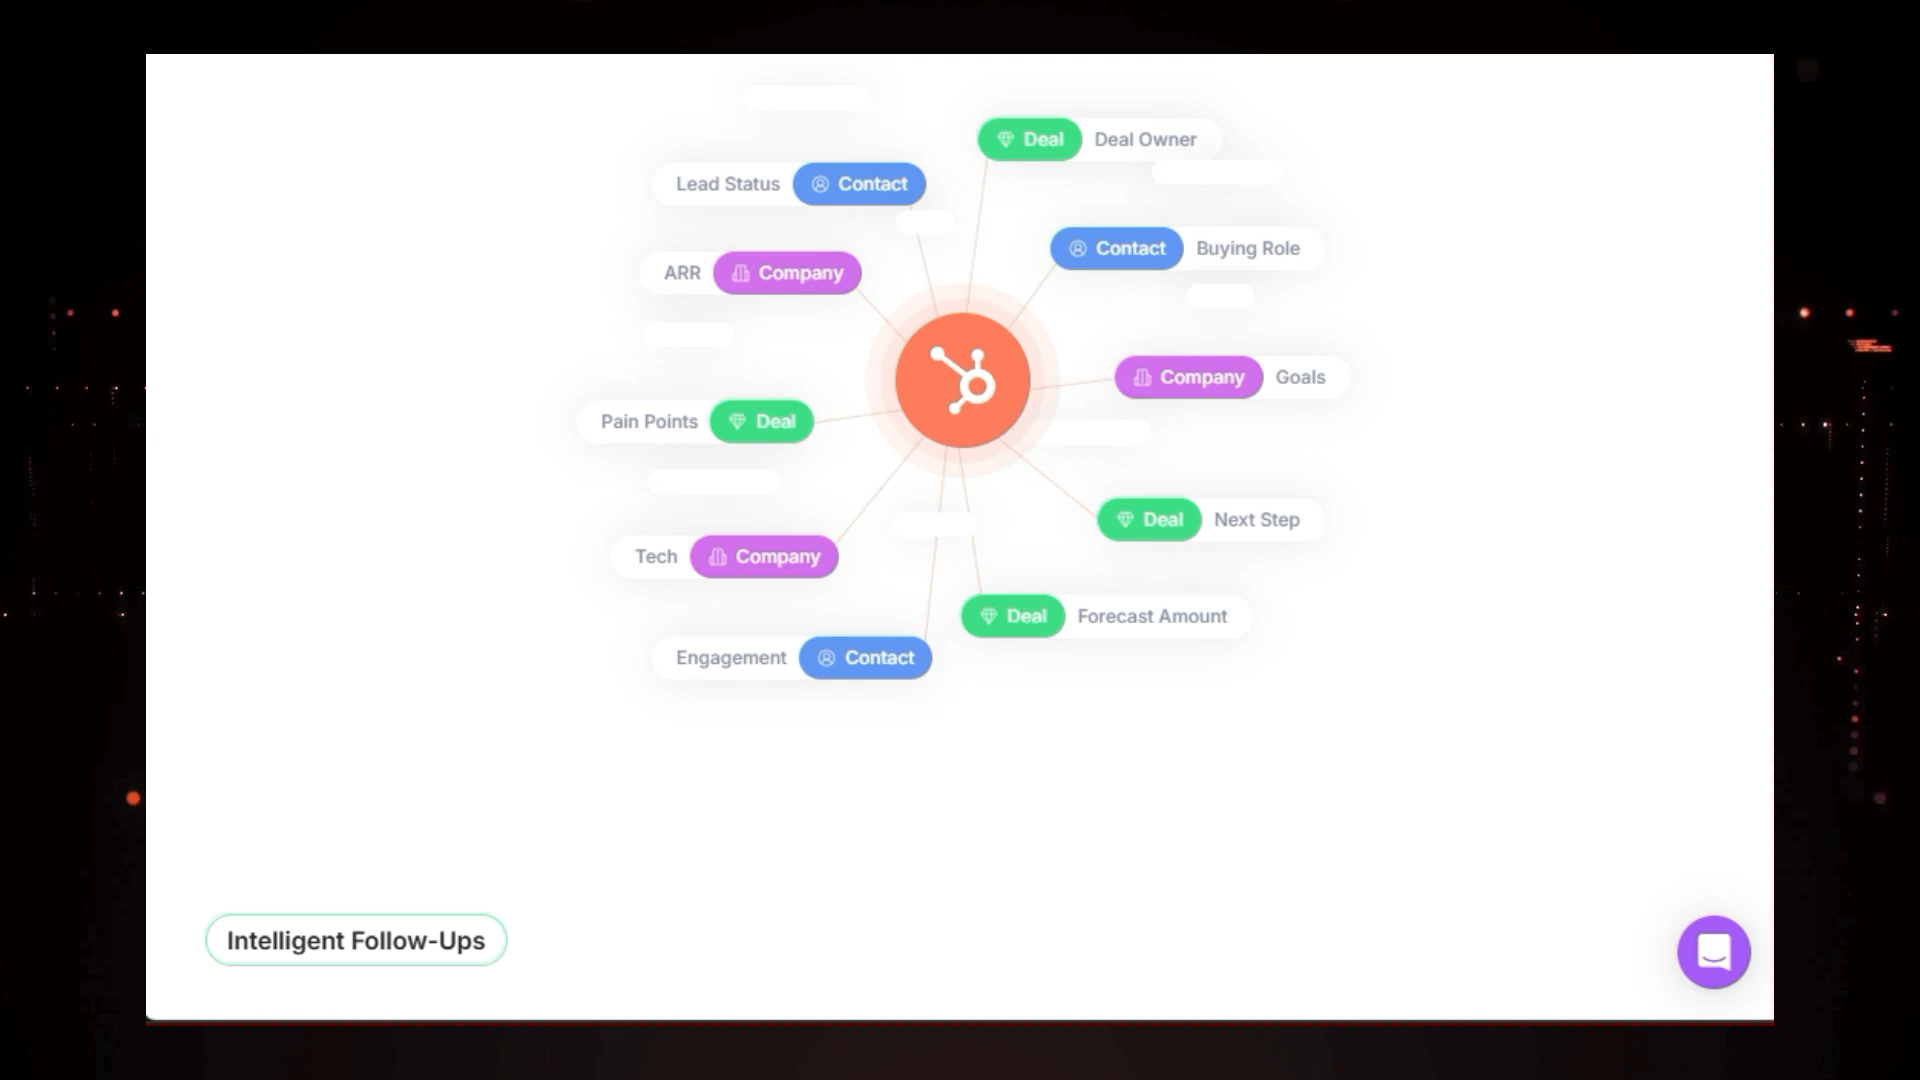 Deal Deal Owner
Lead Status Contact
Contact Buying Role
ARR Company
Company Goals
Pain Points Deal
Deal Next Step
Tech Company
Deal Forecast Amount
Engagement Contact
Intelligent Follow-Ups